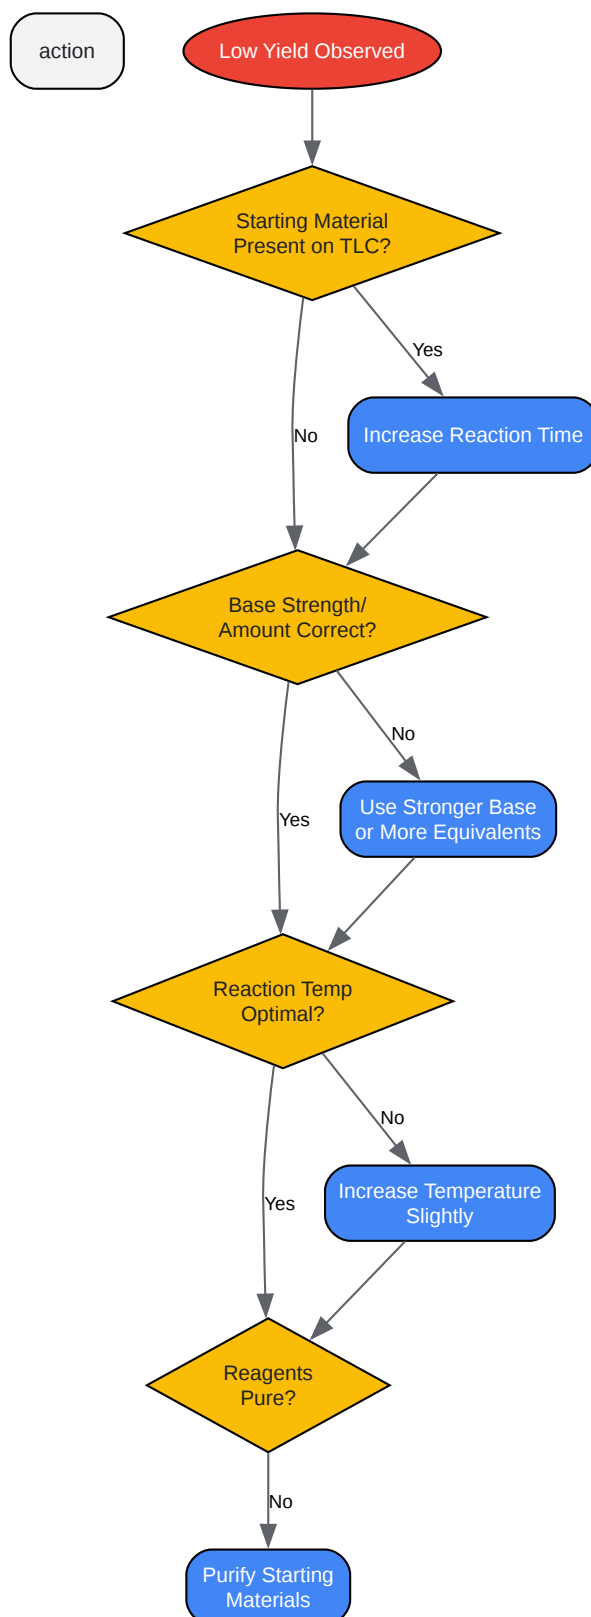 action
Low Yield Observed
Starting Material
Present on TLC?
Yes
No
Increase Reaction Time
Base Strength/
Amount Correct?
No
Yes
Use Stronger Base
or More Equivalents
Reaction Temp
Optimal?
No
Yes
Increase Temperature
Slightly
Reagents
Pure?
No
Purify Starting
Materials